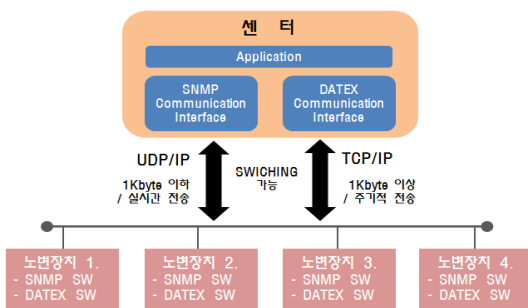 센 터
Application
SNMP
Communication
Interface
DATEX
Communication
Interface
UDP/IP
1Kbyte 이하
/ 실시간 전송
SWICHING
가능
TCP/IP
1Kbyte 이상
/ 주기적 전송
노변장치 1.
- SNMP SW
- DATEX SW
노변장치 2.
- SNMP SW
- DATEX SW
노변장치 3.
- SNMP SW
- DATEX SW
노변장치 4.
- SNMP SW
- DATEX SW